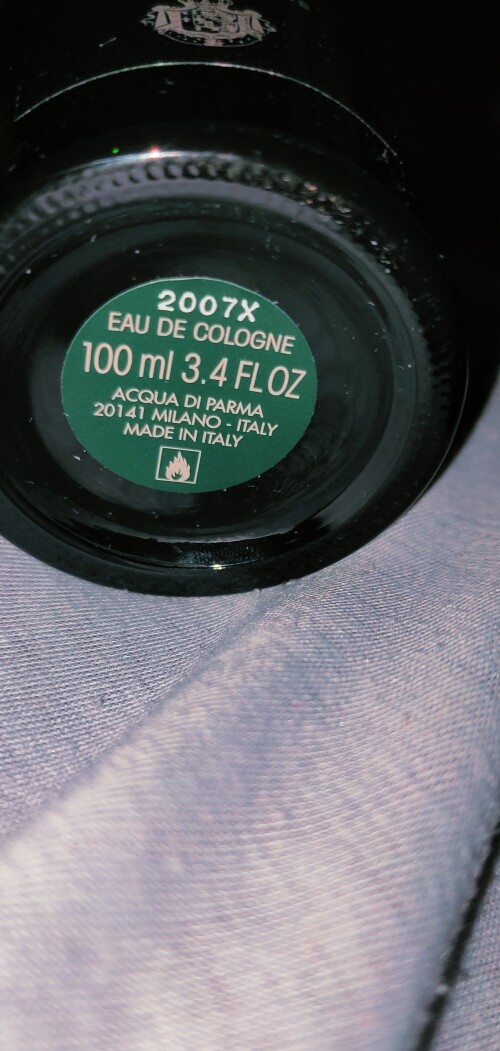 2007X
EAU DE COLOGNE
100 ml 3.4 FL OZ
ACQUA DI PARMA
20141 MILANO - ITALY
MADE IN ITALY